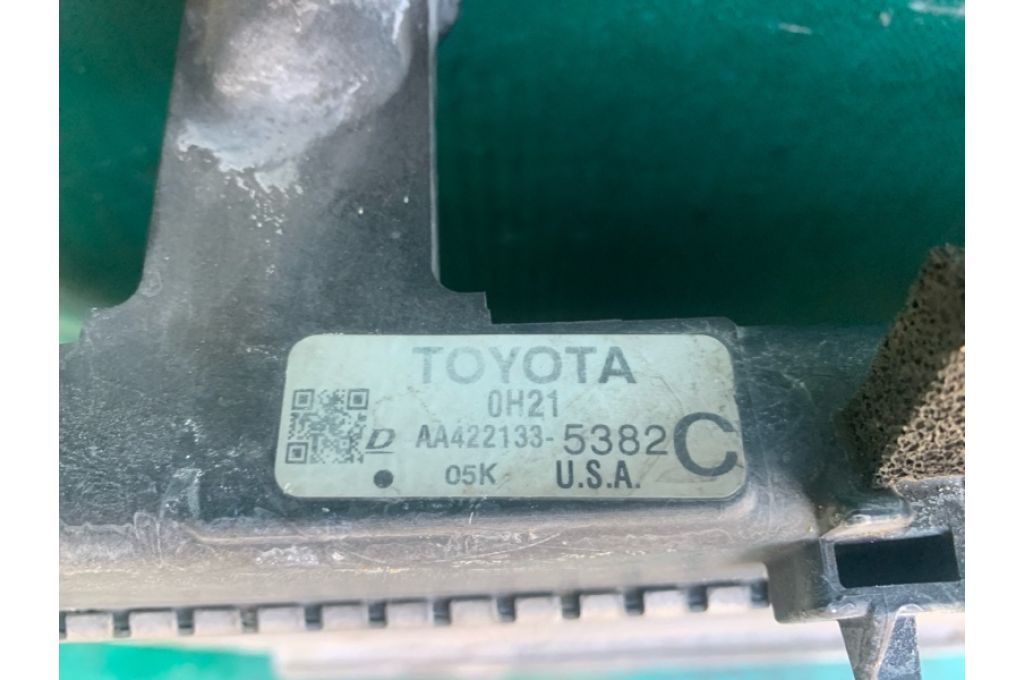 TOYOTA
0H21
D AA422133-5382 C
05K U.S.A.